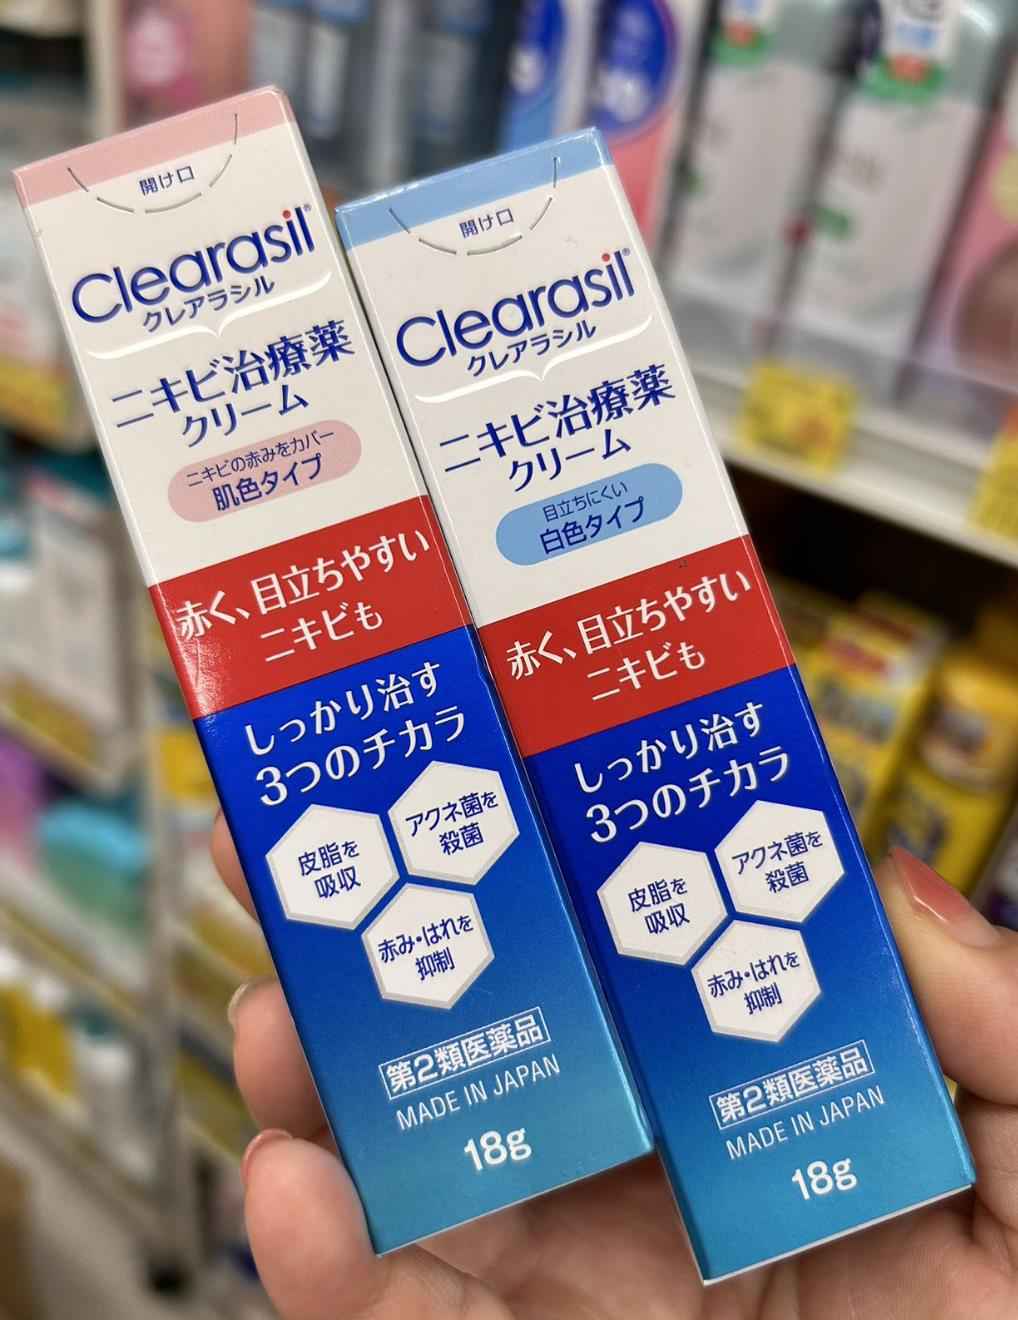 開け口
Clearasil®
クレアラシル
ニキビ治療薬
クリーム
ニキビの赤みをカバー
肌色タイプ
赤く、目立ちやすい
ニキビも
しっかり治す
3つのチカラ
アクネ菌を
殺菌
皮脂を
吸収
赤み・はれを
抑制
第2類医薬品
MADE IN JAPAN
18g
開け口
Clearasil®
クレアラシル
ニキビ治療薬
クリーム
目立ちにくい
白色タイプ
赤く、目立ちやすい
ニキビも
しっかり治す
3つのチカラ
アクネ菌を
殺菌
皮脂を
吸収
赤み・はれを
抑制
第2類医薬品
MADE IN JAPAN
18g